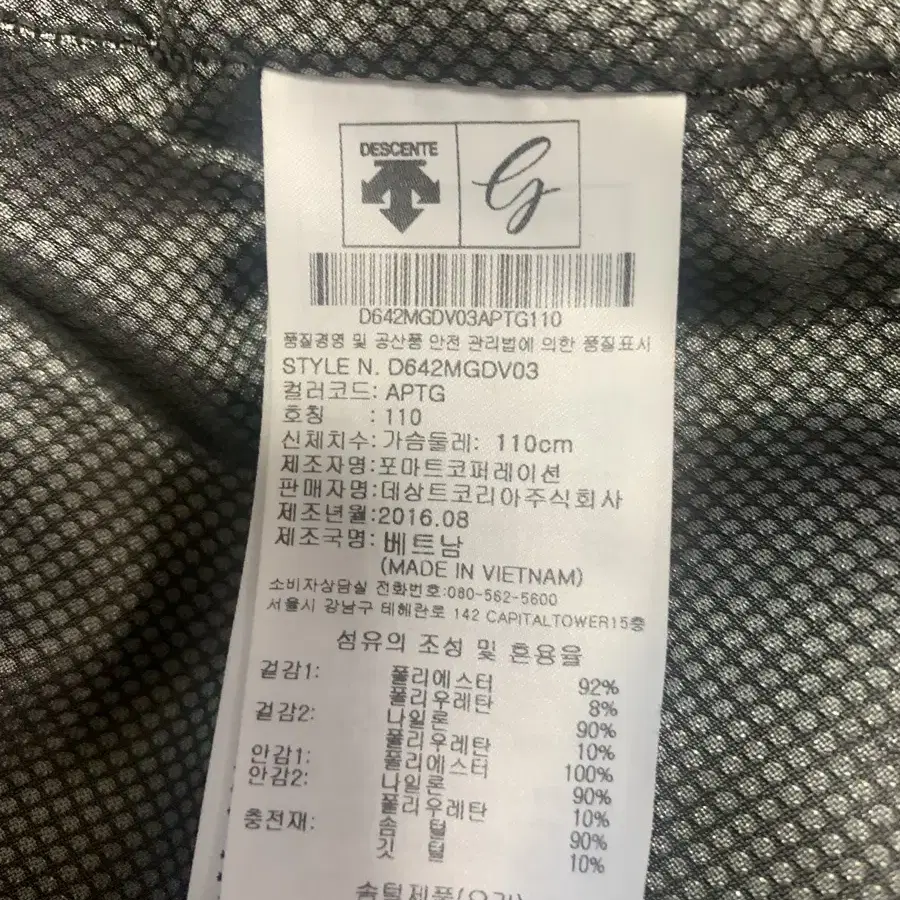 DESCENTE
G
D642MGDV03APTG110
품질경영 및 공산품 안전 관리법에 의한 품질표시
STYLE N. D642MGDV03
컬러코드: APTG
호칭 : 110
신체치수: 가슴둘레: 110cm
제조자명:포마트코퍼레이션
판매자명:데상트코리아주식회사
제조년월:2016.08
제조국명: 베트남
(MADE IN VIETNAM)
소비자상담실 전화번호:080-562-5600
서울시 강남구 테헤란로 142 CAPITALTOWER15층
섬유의 조성 및 혼용율
겉감1: 폴리에스터 92%
폴리우레탄 8%
겉감2: 나일론 90%
폴리우레탄 10%
안감1: 폴리에스터 100%
안감2: 나일론 90%
폴리우레탄 10%
충전재: 솜 털 90%
깃 털 10%
솜털제품(오리)